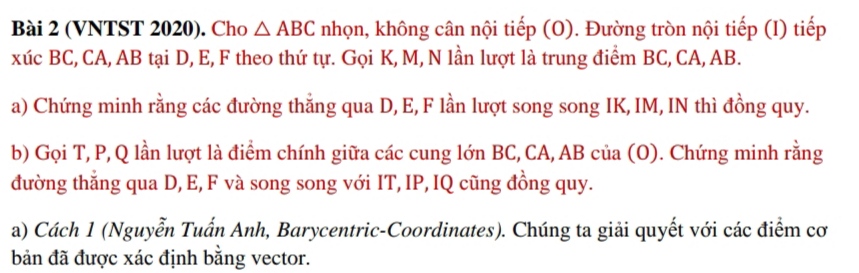 Bài 2 (VNTST 2020). Cho △ ABC nhọn, không cân nội tiếp (O). Đường tròn nội tiếp (I) tiếp
xúc BC, CA, AB tại D, E, F theo thứ tự. Gọi K, M, N lần lượt là trung điểm BC, CA, AB.
a) Chứng minh rằng các đường thẳng qua D, E, F lần lượt song song IK, IM, IN thì đồng quy.
b) Gọi T, P, Q lần lượt là điểm chính giữa các cung lớn BC, CA, AB của (O). Chứng minh rằng
đường thẳng qua D, E, F và song song với IT, IP, IQ cũng đồng quy.
a) Cách 1 (Nguyễn Tuấn Anh, Barycentric-Coordinates). Chúng ta giải quyết với các điểm cơ
bản đã được xác định bằng vector.